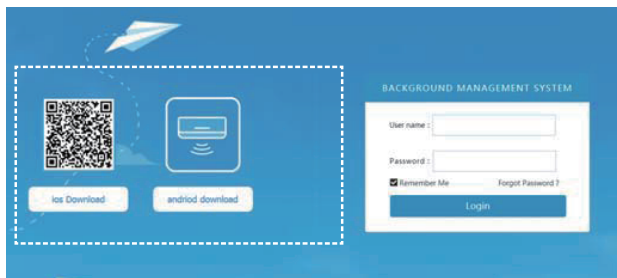 BACKGROUND MANAGEMENT SYSTEM
User name :
Password :
Remember Me Forgot Password ?
Login
ios Download andriod download